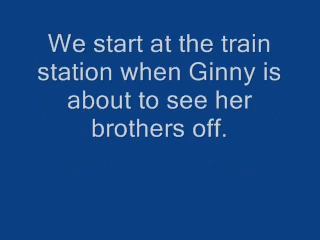 We start at the train
station when Ginny is
about to see her
brothers off.